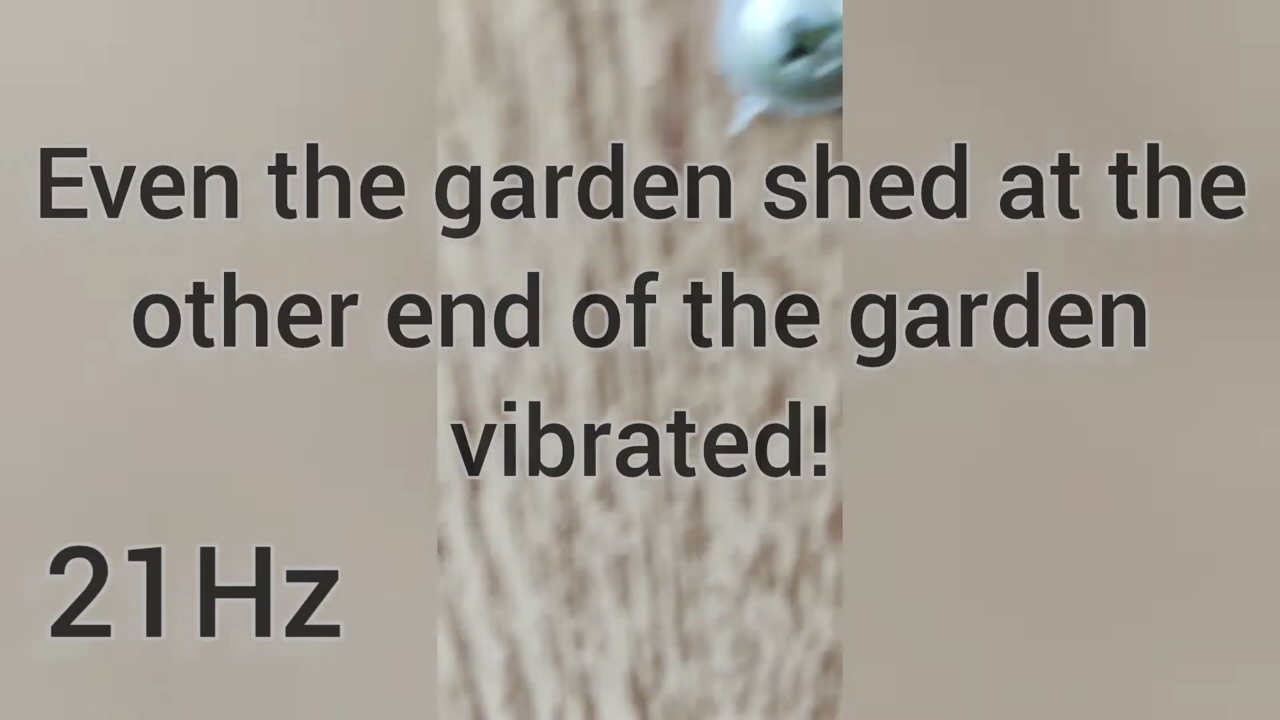 Even the garden shed at the
other end of the garden
vibrated!
21Hz